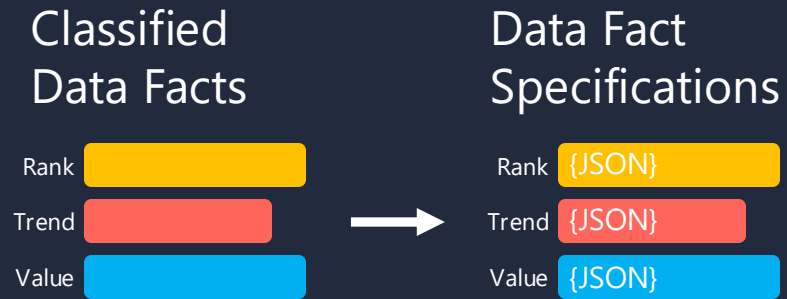 Classified
Data Facts
Rank
Trend
Value
Data Fact
Specifications
Rank {JSON}
Trend {JSON}
Value {JSON}